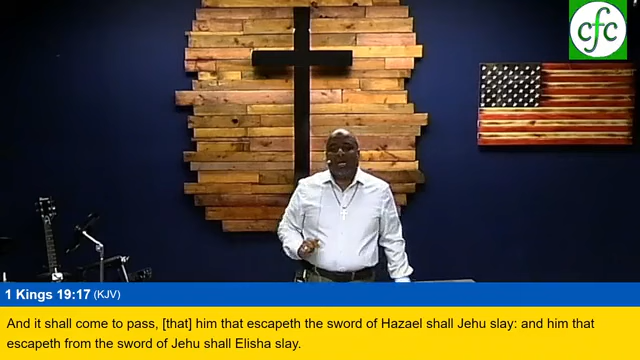 cfc
1 Kings 19:17 (KJV)
And it shall come to pass, [that] him that escapeth the sword of Hazael shall Jehu slay: and him that
escapeth from the sword of Jehu shall Elisha slay.